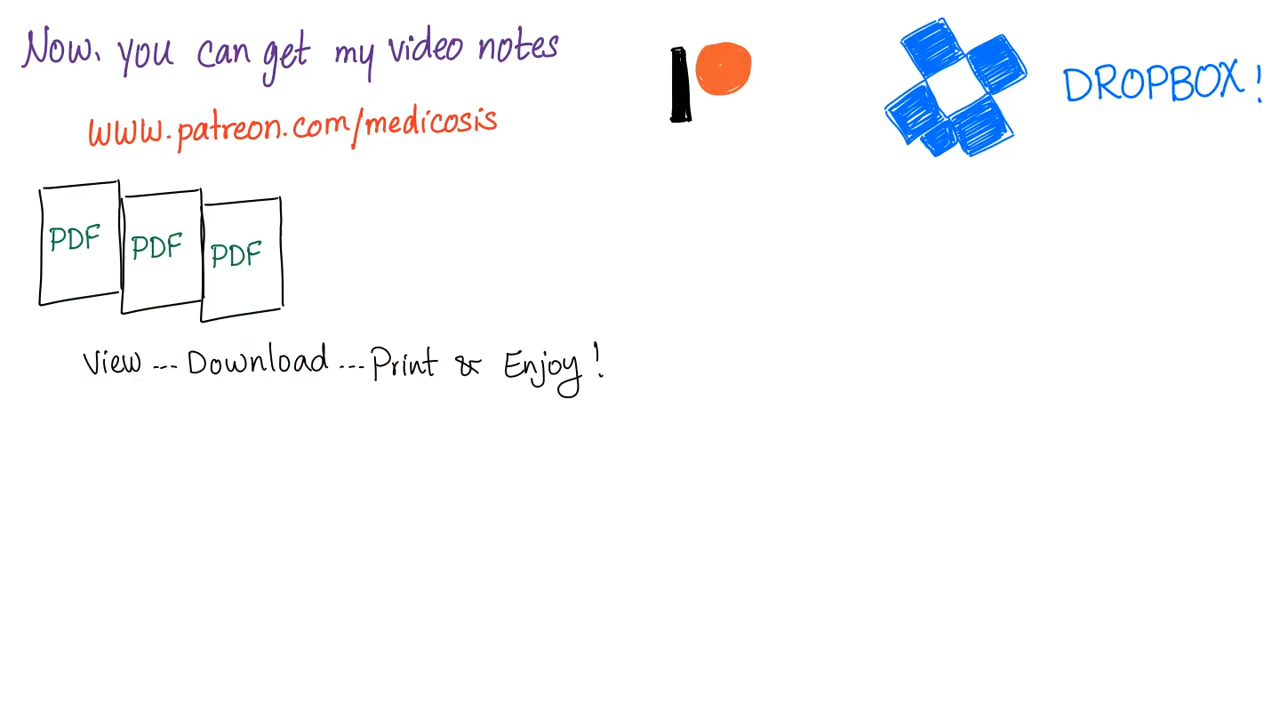 Now, you can get my video notes
www.patreon.com/medicosis
DROPBOX!
PDF
PDF
PDF
View --- Download --- Print & Enjoy!